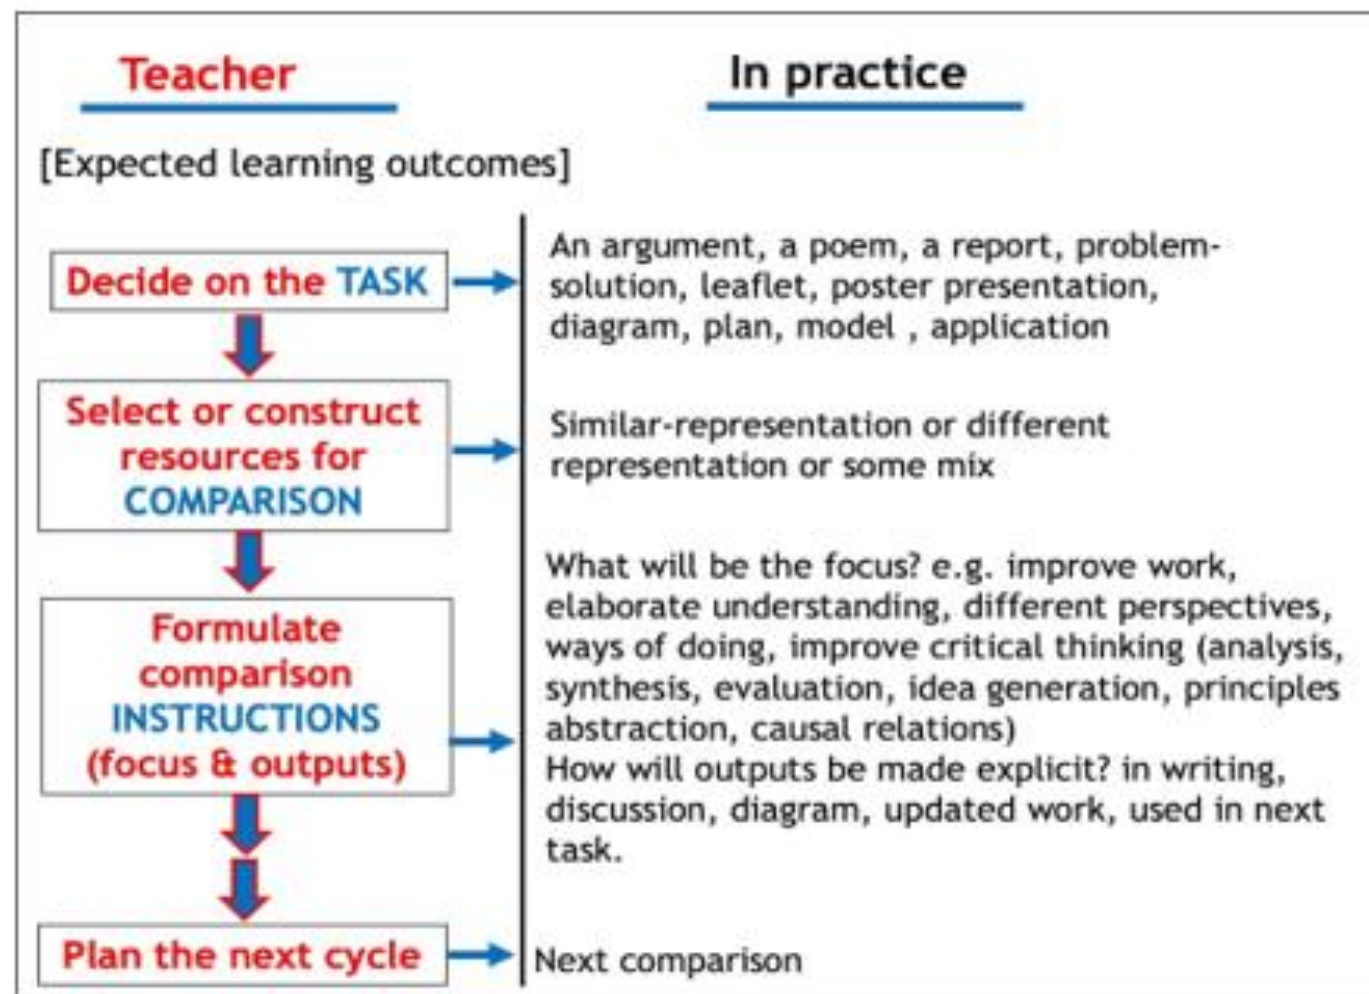 Teacher
In practice
[Expected learning outcomes]
Decide on the TASK
An argument, a poem, a report, problem-
solution, leaflet, poster presentation,
diagram, plan, model , application
Select or construct
resources for
COMPARISON
Similar-representation or different
representation or some mix
Formulate
comparison
INSTRUCTIONS
(focus & outputs)
What will be the focus? e.g. improve work,
elaborate understanding, different perspectives,
ways of doing, improve critical thinking (analysis,
synthesis, evaluation, idea generation, principles
abstraction, causal relations)
How will outputs be made explicit? in writing,
discussion, diagram, updated work, used in next
task.
Plan the next cycle
Next comparison